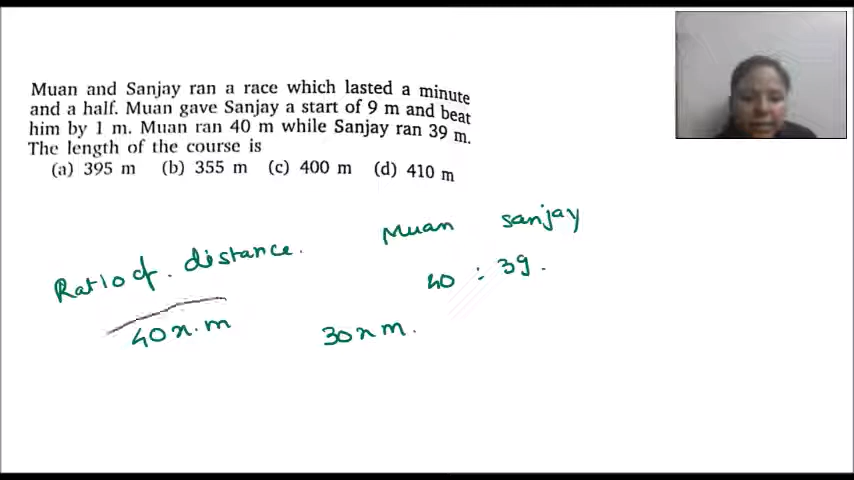 Muan and Sanjay ran a race which lasted a minute
and a half. Muan gave Sanjay a start of 9 m and beat
him by 1 m. Muan ran 40 m while Sanjay ran 39 m.
The length of the course is
(a) 395 m (b) 355 m (c) 400 m (d) 410 m
Muan sanjay
Ratio of. distance.
40 : 39.
40x.m 30x m.